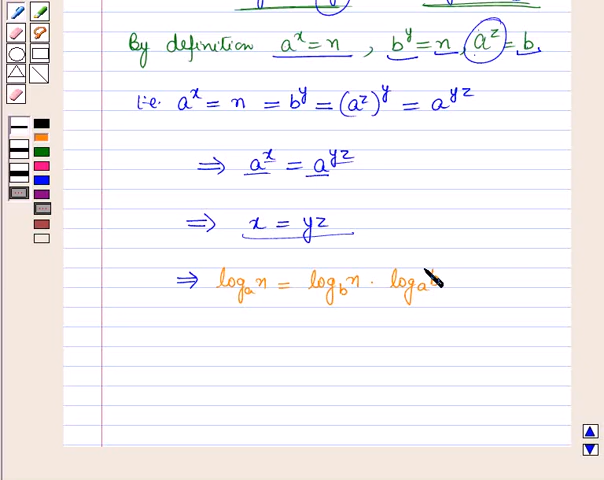 By definition a^x = n , b^y = n, a^z = b.
i.e. a^x = n = b^y = (a^z)^y = a^yz
⇒ a^x = a^yz
⇒ x = yz
⇒ log_a n = log_b n · log_a b